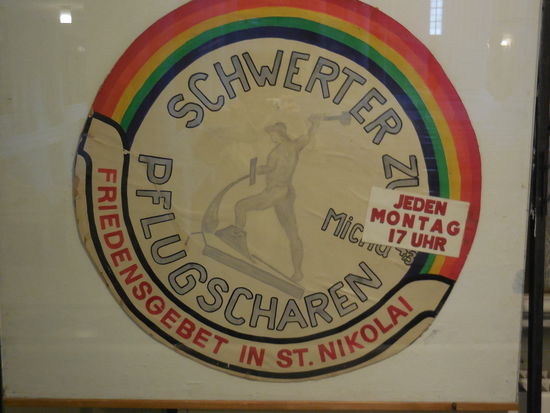 SCHWERTER ZU
PFLUGSCHAREN
Micha 4,3
JEDEN
MONTAG
17 UHR
FRIEDENSGEBET IN ST. NIKOLAI